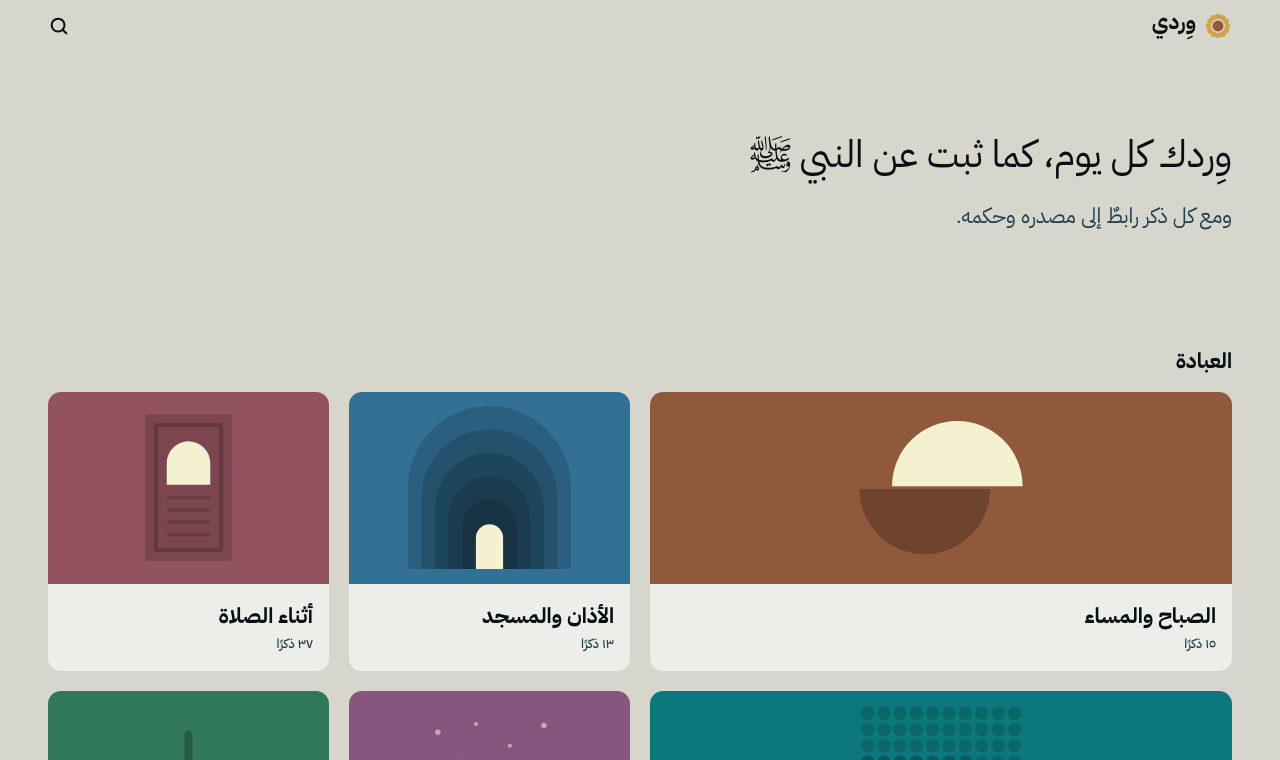 وِردي
وِردك كل يوم، كما ثبت عن النبي ﷺ
ومع كل ذكر رابطٌ إلى مصدره وحكمه.
العبادة
الصباح والمساء
١٥ ذكرًا
الأذان والمسجد
١٣ ذكرًا
أثناء الصلاة
٣٧ ذكرًا